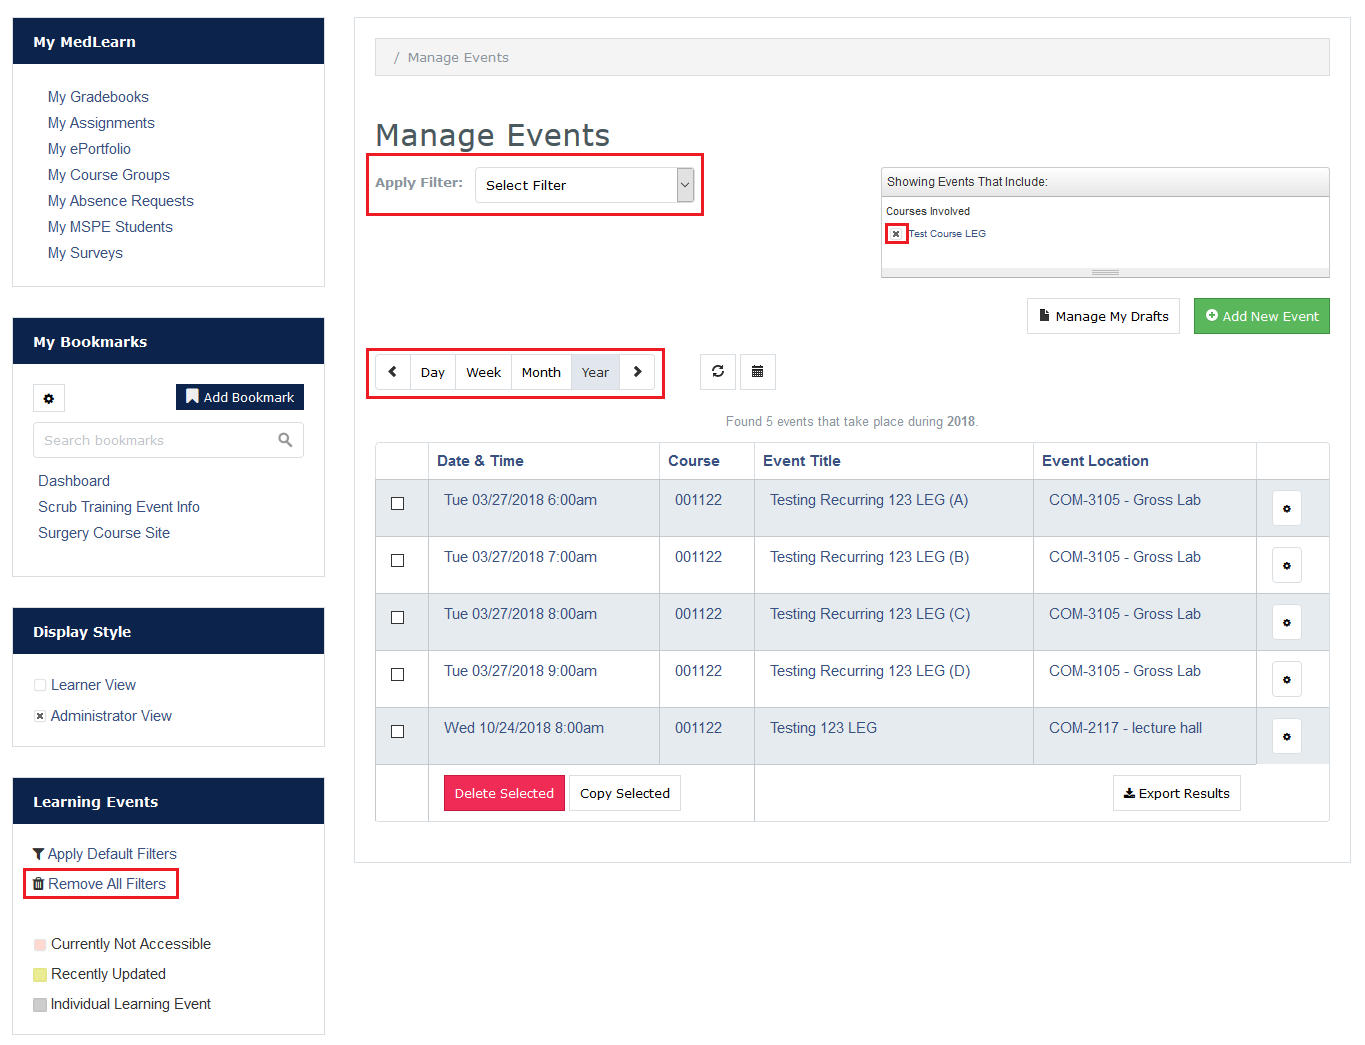 My MedLearn
My Gradebooks
My Assignments
My ePortfolio
My Course Groups
My Absence Requests
My MSPE Students
My Surveys
My Bookmarks
Add Bookmark
Search bookmarks
Dashboard
Scrub Training Event Info
Surgery Course Site
Display Style
Learner View
Administrator View
Learning Events
Apply Default Filters
Remove All Filters
Currently Not Accessible
Recently Updated
Individual Learning Event
/ Manage Events
Manage Events
Apply Filter: Select Filter
Showing Events That Include:
Courses Involved
Test Course LEG
Manage My Drafts Add New Event
Day Week Month Year
Found 5 events that take place during 2018.
Date & Time Course Event Title Event Location
Tue 03/27/2018 6:00am 001122 Testing Recurring 123 LEG (A) COM-3105 - Gross Lab
Tue 03/27/2018 7:00am 001122 Testing Recurring 123 LEG (B) COM-3105 - Gross Lab
Tue 03/27/2018 8:00am 001122 Testing Recurring 123 LEG (C) COM-3105 - Gross Lab
Tue 03/27/2018 9:00am 001122 Testing Recurring 123 LEG (D) COM-3105 - Gross Lab
Wed 10/24/2018 8:00am 001122 Testing 123 LEG COM-2117 - lecture hall
Delete Selected Copy Selected Export Results